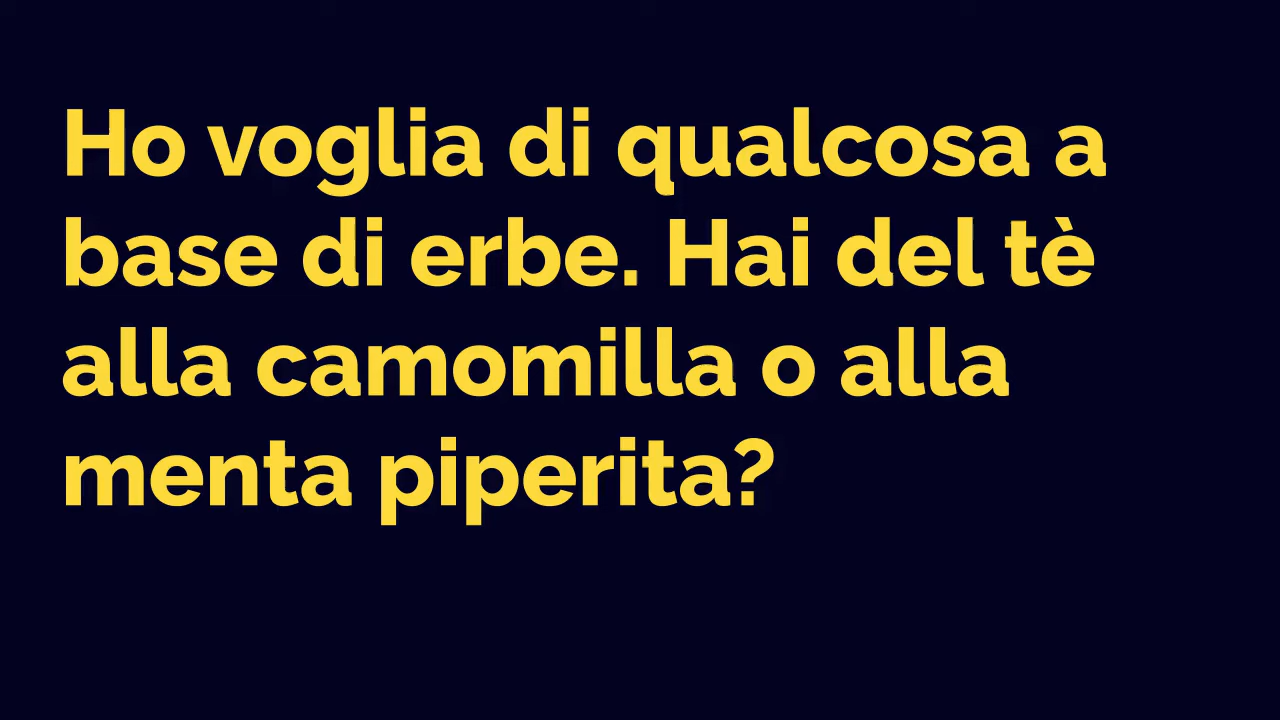 Ho voglia di qualcosa a
base di erbe. Hai del tè
alla camomilla o alla
menta piperita?